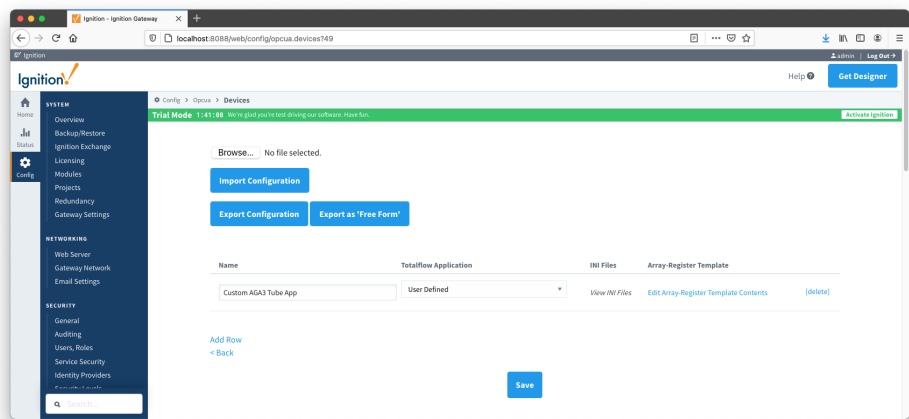 Ignition - Ignition Gateway
localhost:8088/web/config/opcua.devices?49
Ignition
admin | Log Out
Ignition!
Help
Get Designer
Home
Status
Config
SYSTEM
Overview
Backup/Restore
Ignition Exchange
Licensing
Modules
Projects
Redundancy
Gateway Settings
NETWORKING
Web Server
Gateway Network
Email Settings
SECURITY
General
Auditing
Users, Roles
Service Security
Identity Providers
Security Levels
Search...
Config > Opcua > Devices
Trial Mode 1:41:08 We're glad you're test driving our software. Have fun.
Activate Ignition
Browse... No file selected.
Import Configuration
Export Configuration
Export as 'Free Form'
Name Totalflow Application INI Files Array-Register Template
Custom AGA3 Tube App User Defined View INI Files Edit Array-Register Template Contents (delete)
Add Row
< Back
Save